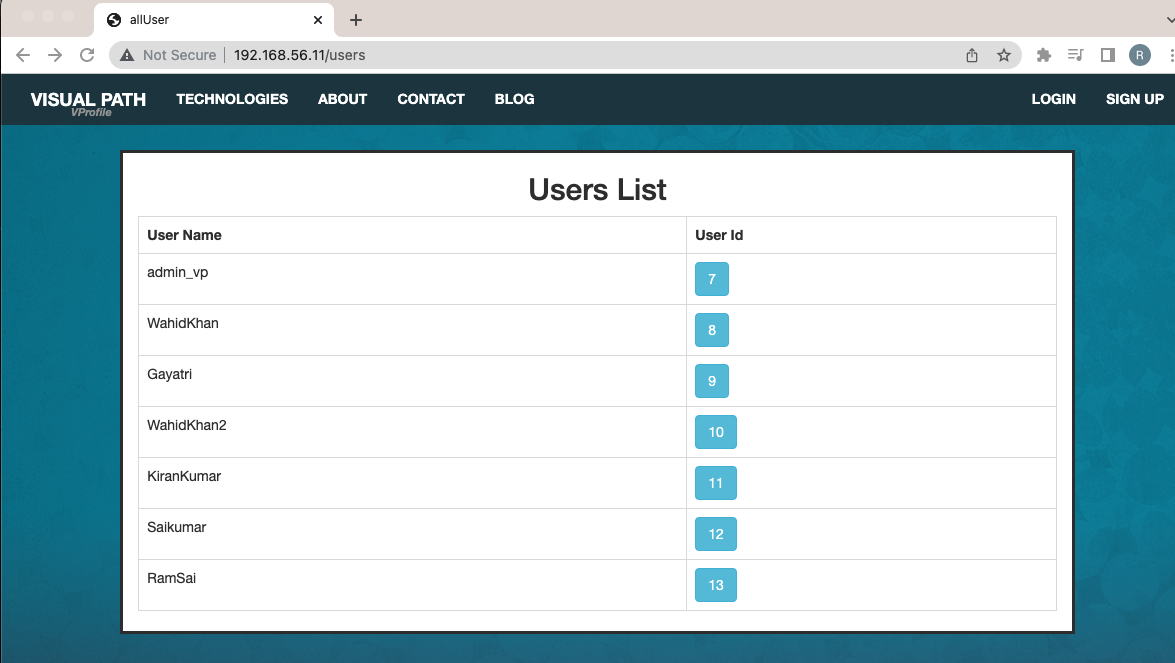 allUser
Not Secure 192.168.56.11/users
R
VISUAL PATH TECHNOLOGIES ABOUT CONTACT BLOG LOGIN SIGN UP
VProfile
Users List
User Name User Id
admin_vp 7
WahidKhan 8
Gayatri 9
WahidKhan2 10
KiranKumar 11
Saikumar 12
RamSai 13